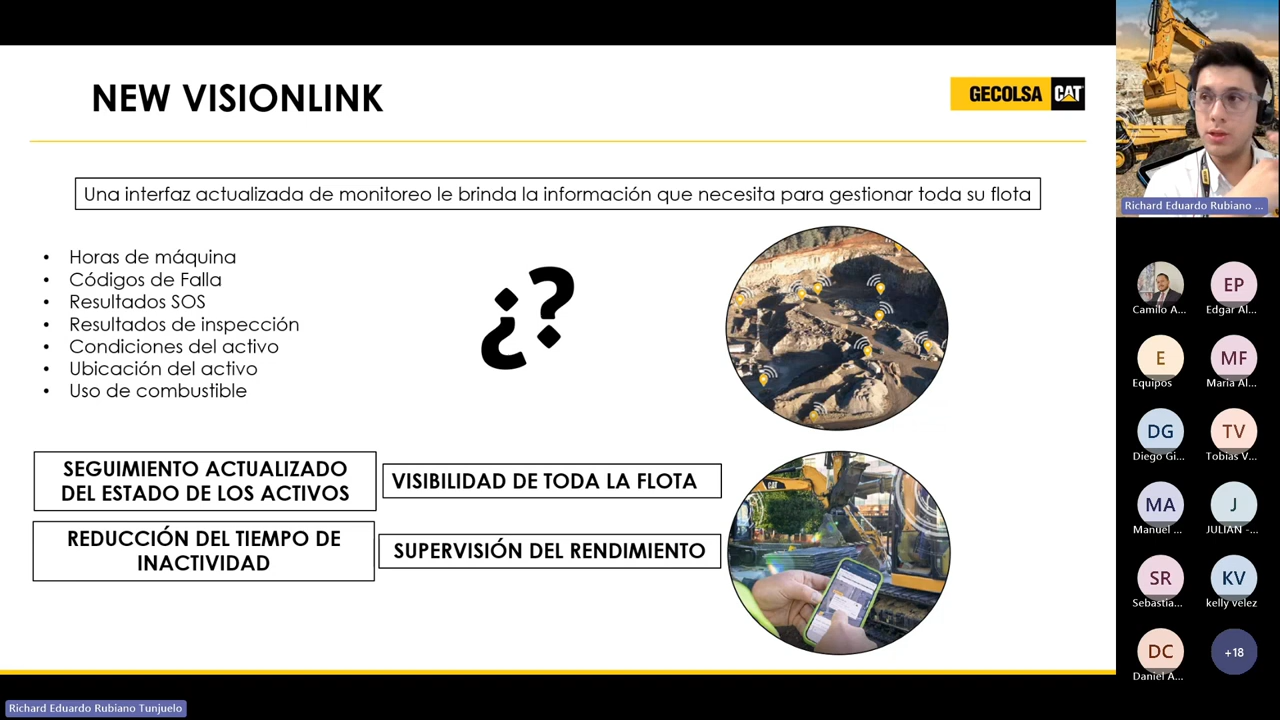 NEW VISIONLINK
GECOLSA CAT
Una interfaz actualizada de monitoreo le brinda la información que necesita para gestionar toda su flota
• Horas de máquina
• Códigos de Falla
• Resultados SOS
• Resultados de inspección
• Condiciones del activo
• Ubicación del activo
• Uso de combustible
¿?
SEGUIMIENTO ACTUALIZADO
DEL ESTADO DE LOS ACTIVOS
VISIBILIDAD DE TODA LA FLOTA
REDUCCIÓN DEL TIEMPO DE
INACTIVIDAD
SUPERVISIÓN DEL RENDIMIENTO
Richard Eduardo Rubiano ...
Camilo A...
EP
Edgar Al...
E
Equipos
MF
Maria Al...
DG
Diego Gi...
TV
Tobias V...
MA
Manuel ...
J
JULIAN -...
SR
Sebastia...
KV
kelly velez
DC
Daniel A...
+18
Richard Eduardo Rubiano Tunjuelo